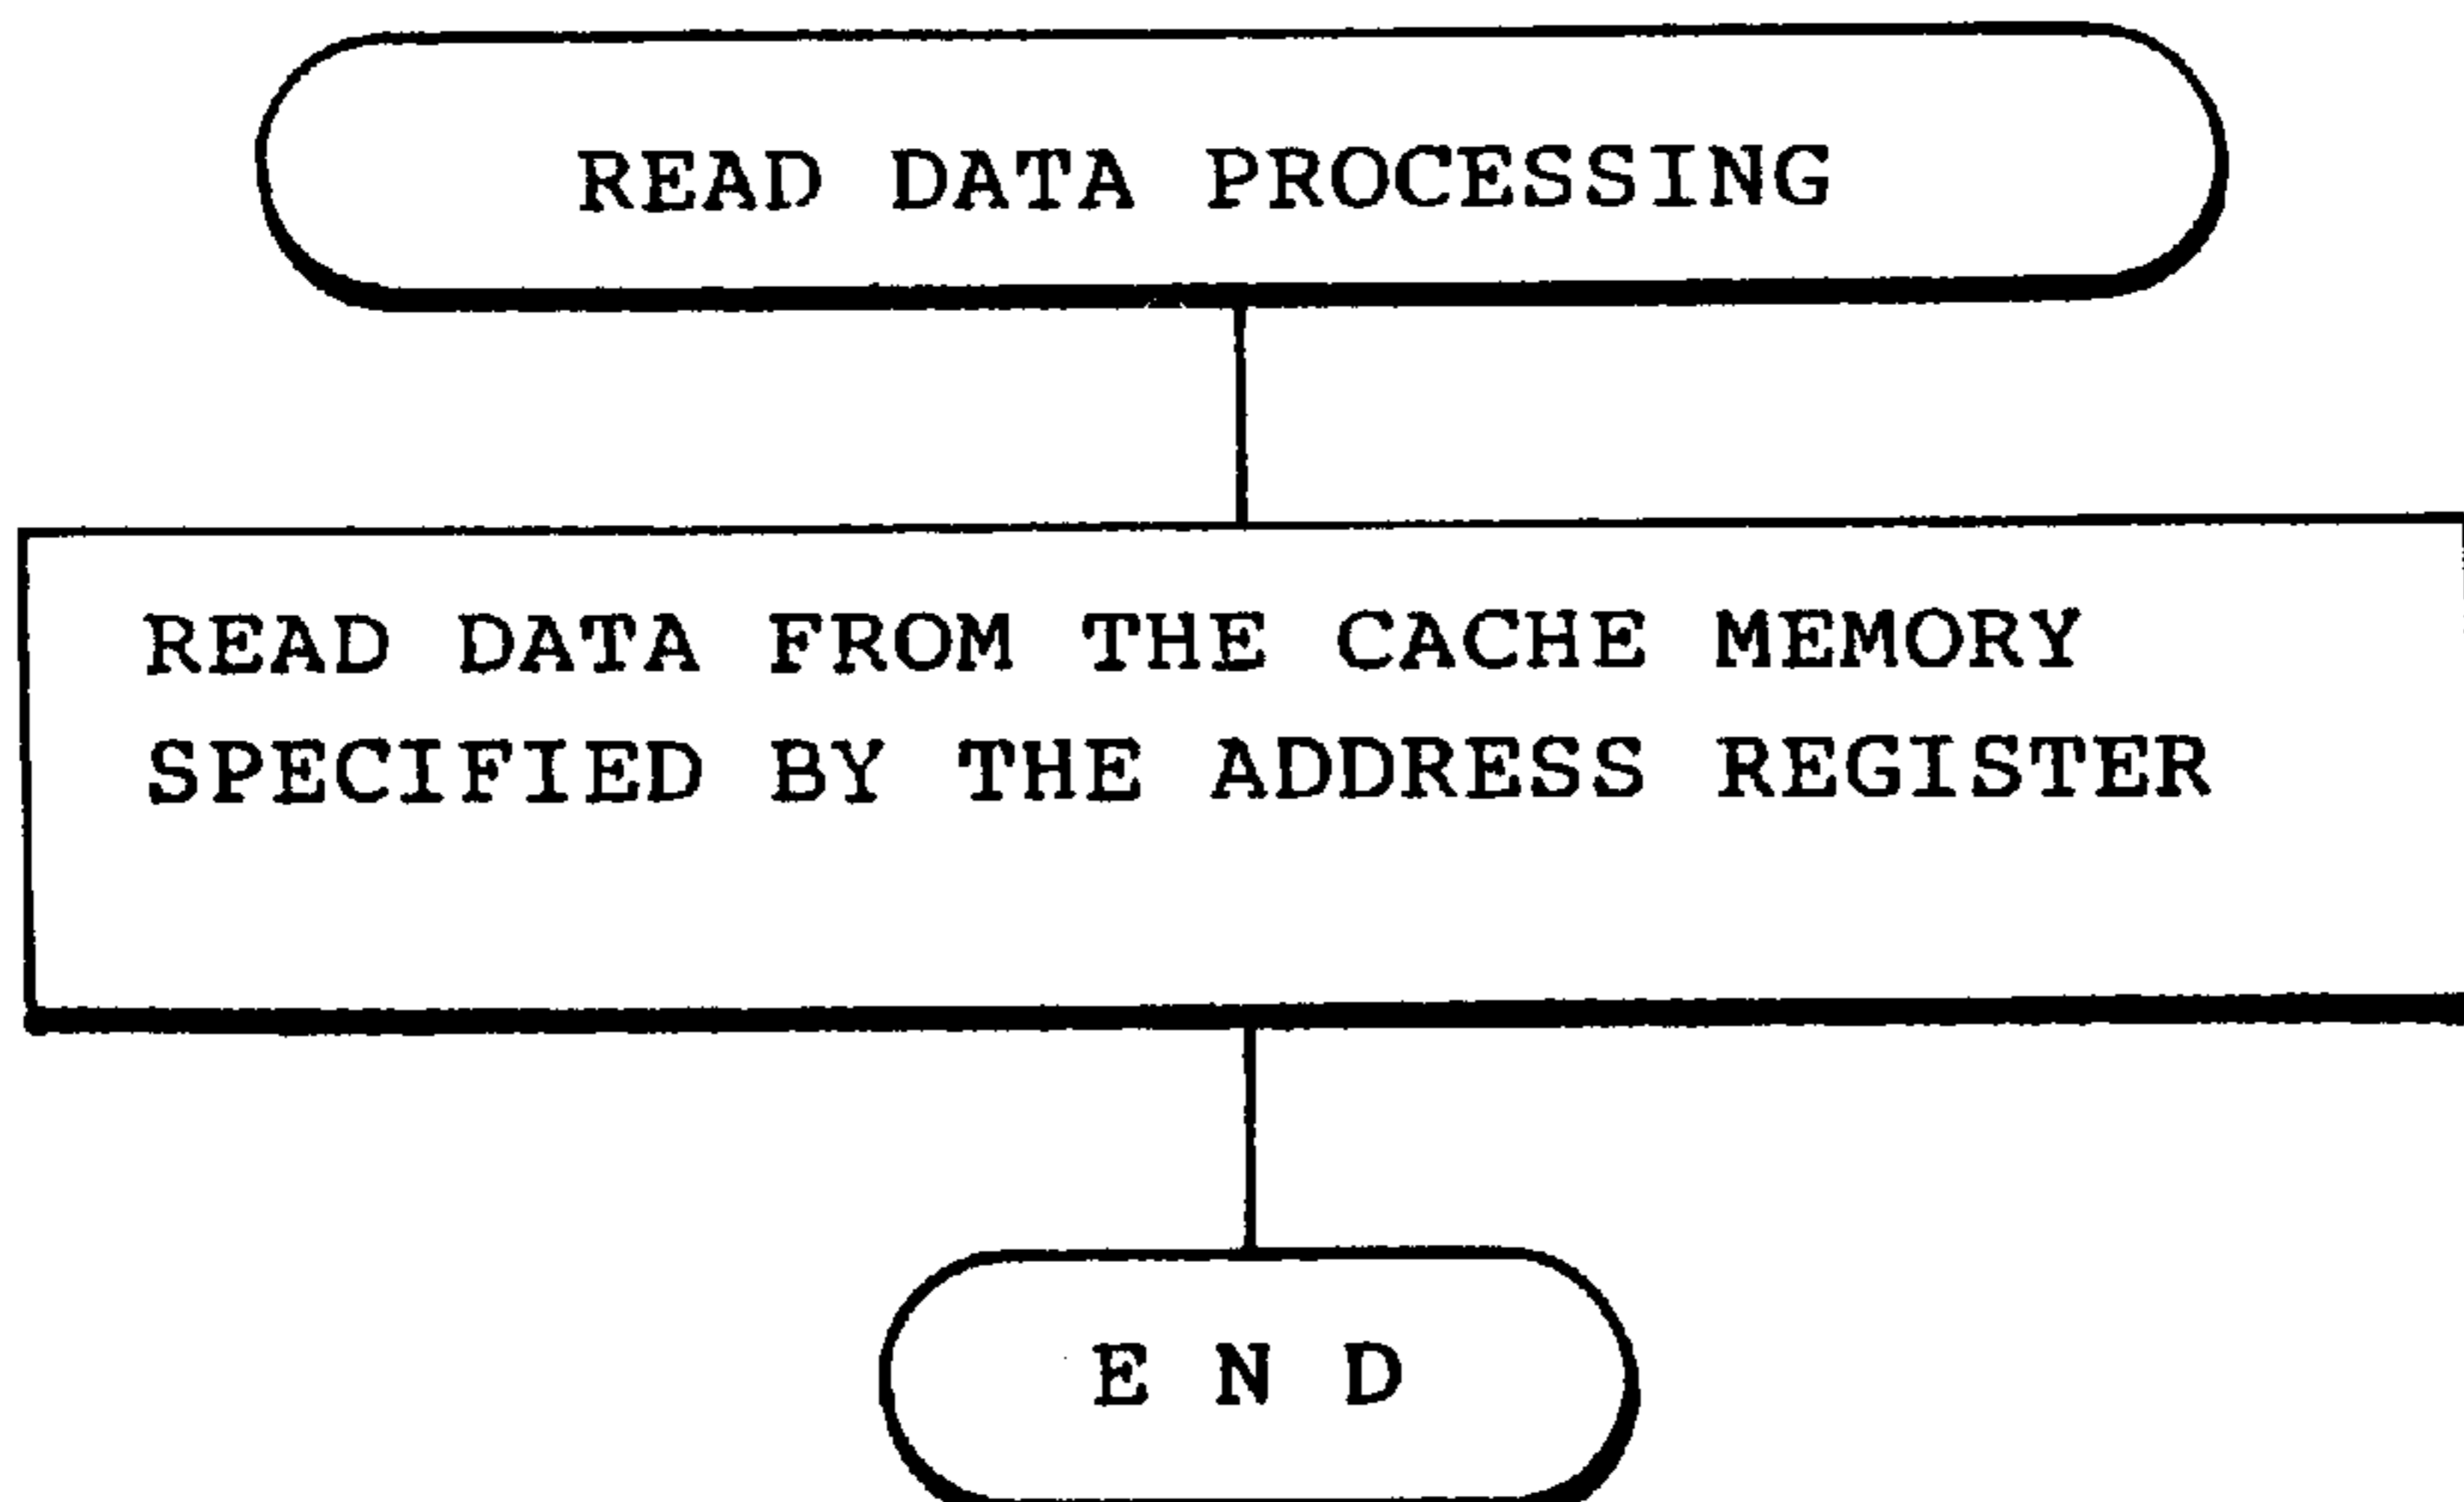 READ DATA PROCESSING
READ DATA FROM THE CACHE MEMORY
SPECIFIED BY THE ADDRESS REGISTER
E N D